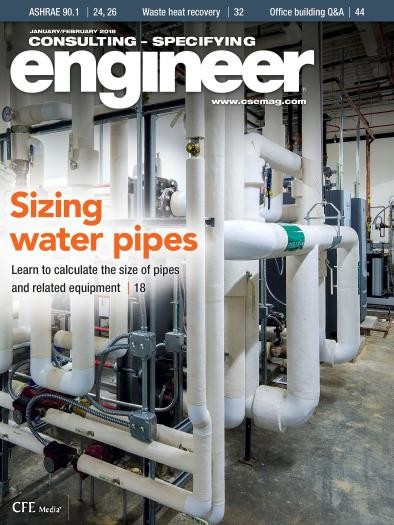 ASHRAE 90.1 | 24, 26 Waste heat recovery | 32 Office building Q&A | 44
JANUARY/FEBRUARY 2018
CONSULTING - SPECIFYING
engineer
www.csemag.com
Sizing
water pipes
Learn to calculate the size of pipes
and related equipment | 18
CFE Media